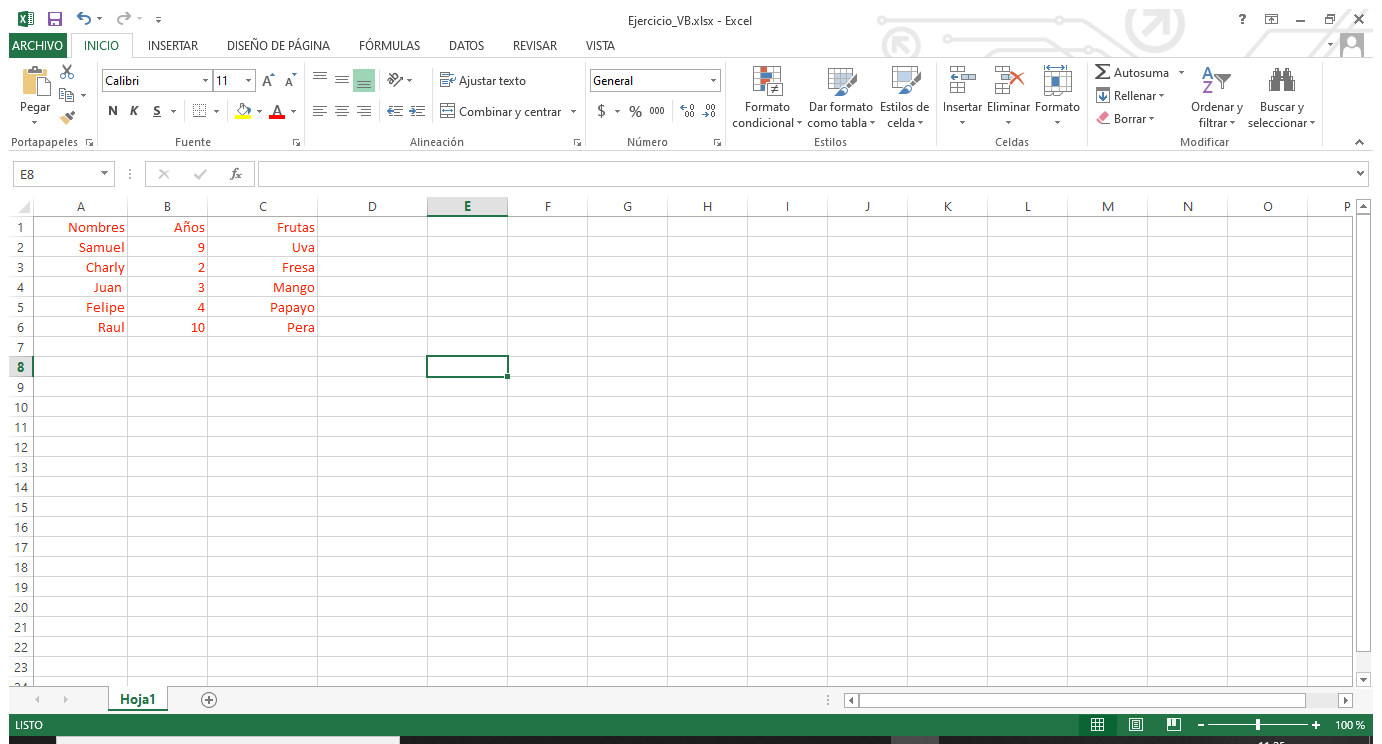 Ejercicio_VB.xlsx - Excel
?
ARCHIVO INICIO INSERTAR DISEÑO DE PÁGINA FÓRMULAS DATOS REVISAR VISTA
Pegar
Portapapeles
Calibri 11 A A
N K S A
Fuente
Ajustar texto
Combinar y centrar
Alineación
General
$ % 000
Número
Formato condicional
Dar formato como tabla
Estilos de celda
Estilos
Insertar Eliminar Formato
Celdas
Σ Autosuma
Rellenar
Borrar
Ordenar y filtrar
Buscar y seleccionar
Modificar
E8 fx
A B C D E F G H I J K L M N O P
1 Nombres Años Frutas
2 Samuel 9 Uva
3 Charly 2 Fresa
4 Juan 3 Mango
5 Felipe 4 Papayo
6 Raul 10 Pera
7
8
9
10
11
12
13
14
15
16
17
18
19
20
21
22
23
Hoja1
LISTO 100 %